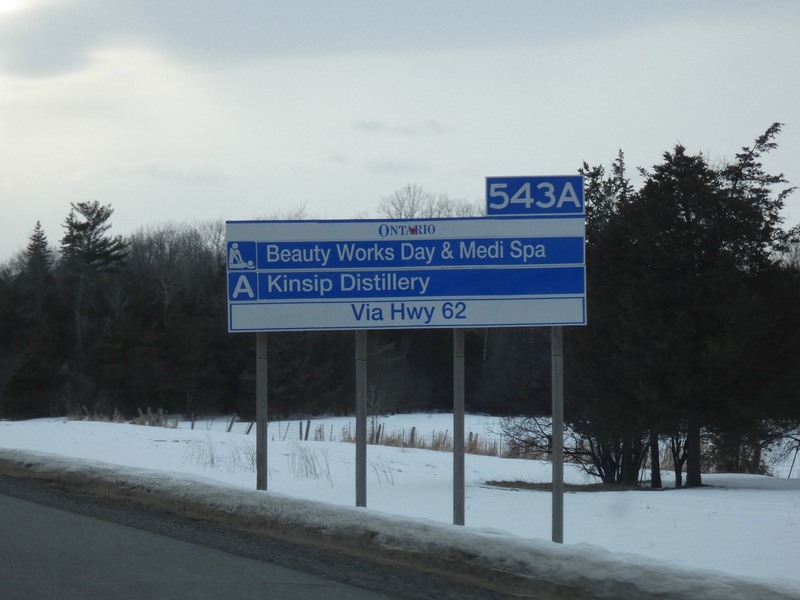 543A
ONTARIO
Beauty Works Day & Medi Spa
A Kinsip Distillery
Via Hwy 62